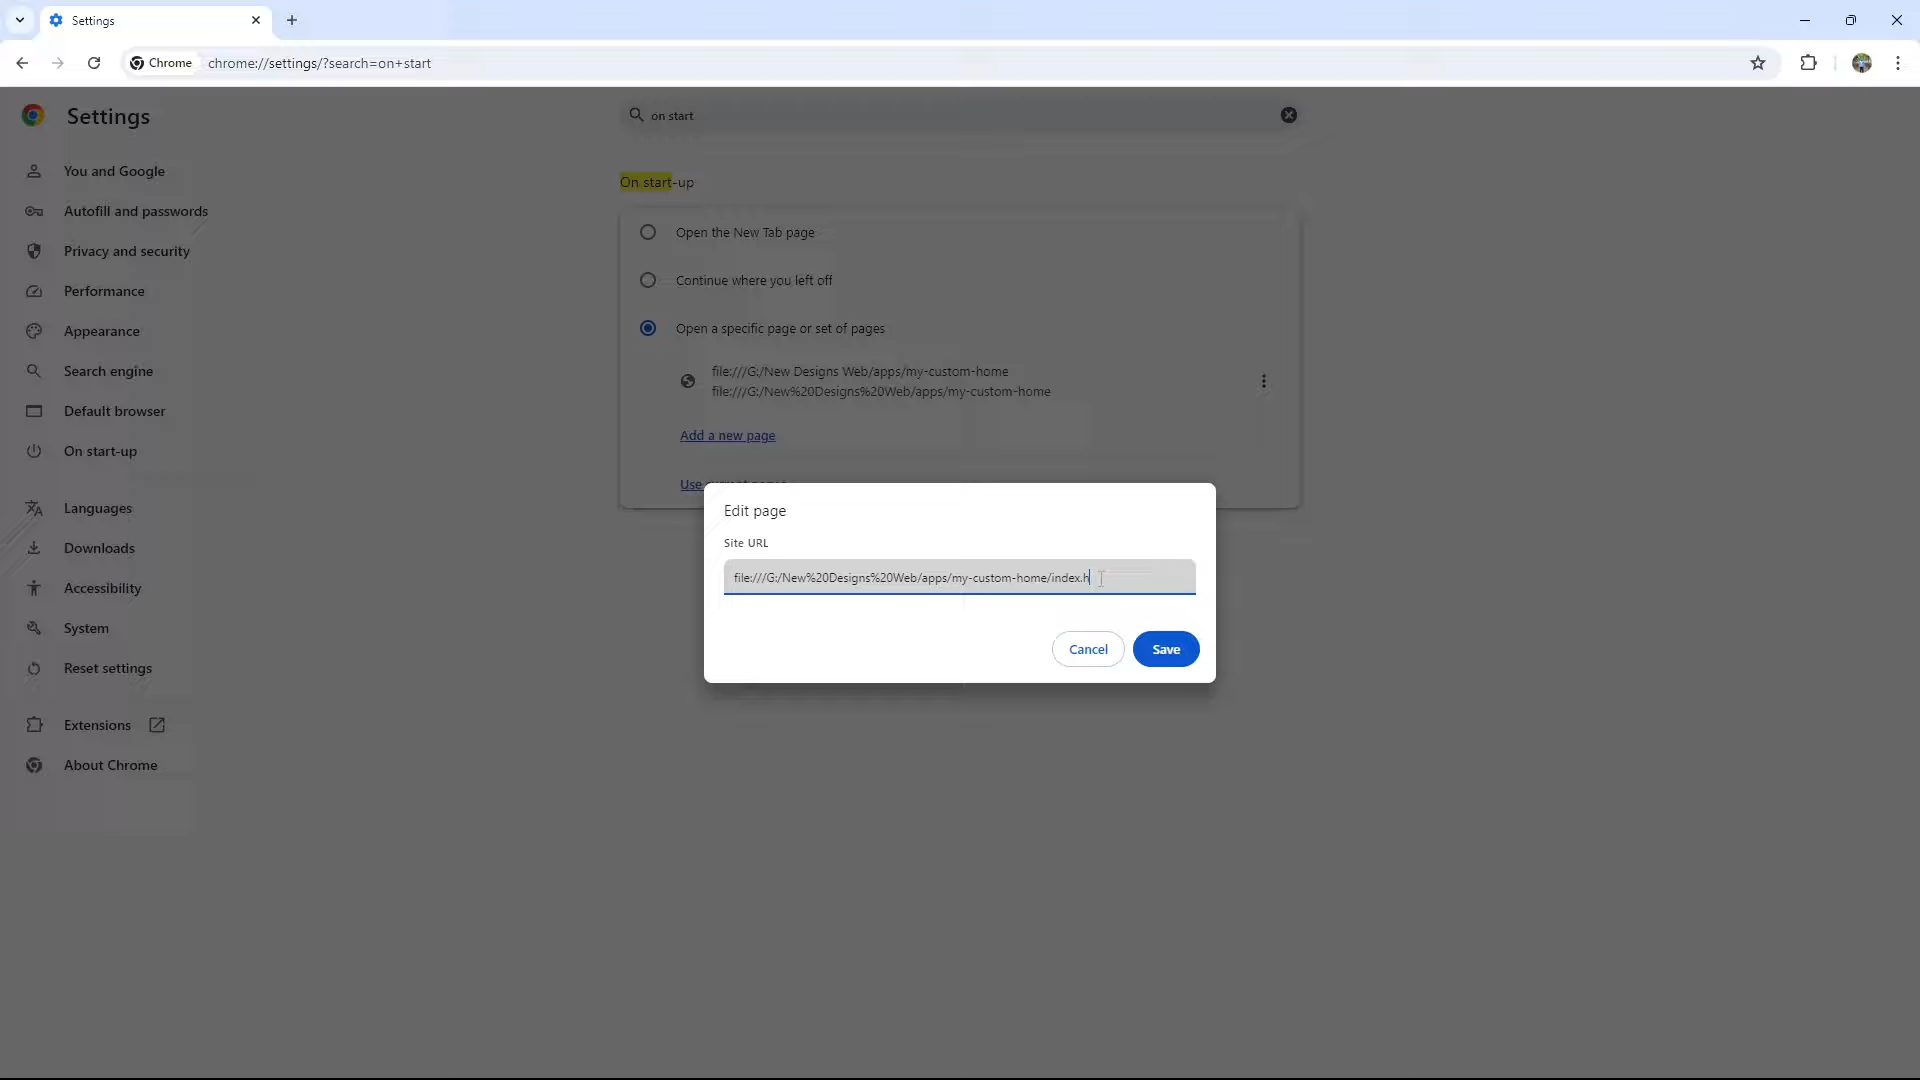 Settings
Chrome
chrome://settings/?search=on+start
Settings
on start
You and Google
Autofill and passwords
Privacy and security
Performance
Appearance
Search engine
Default browser
On start-up
Languages
Downloads
Accessibility
System
Reset settings
Extensions
About Chrome
On start-up
Open the New Tab page
Continue where you left off
Open a specific page or set of pages
file:///G:/New Designs Web/apps/my-custom-home
file:///G:/New%20Designs%20Web/apps/my-custom-home
Add a new page
Use
Edit page
Site URL
file:///G:/New%20Designs%20Web/apps/my-custom-home/index.h
Cancel
Save